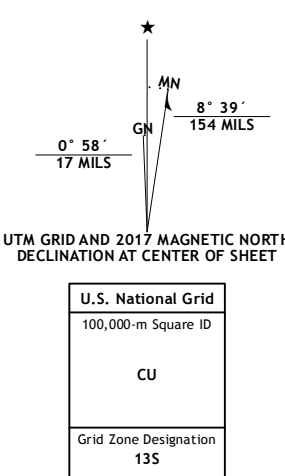 ★
MN
8° 39´
154 MILS
GN
0° 58´
17 MILS
UTM GRID AND 2017 MAGNETIC NORTH
DECLINATION AT CENTER OF SHEET
U.S. National Grid
100,000-m Square ID
CU
Grid Zone Designation
13S